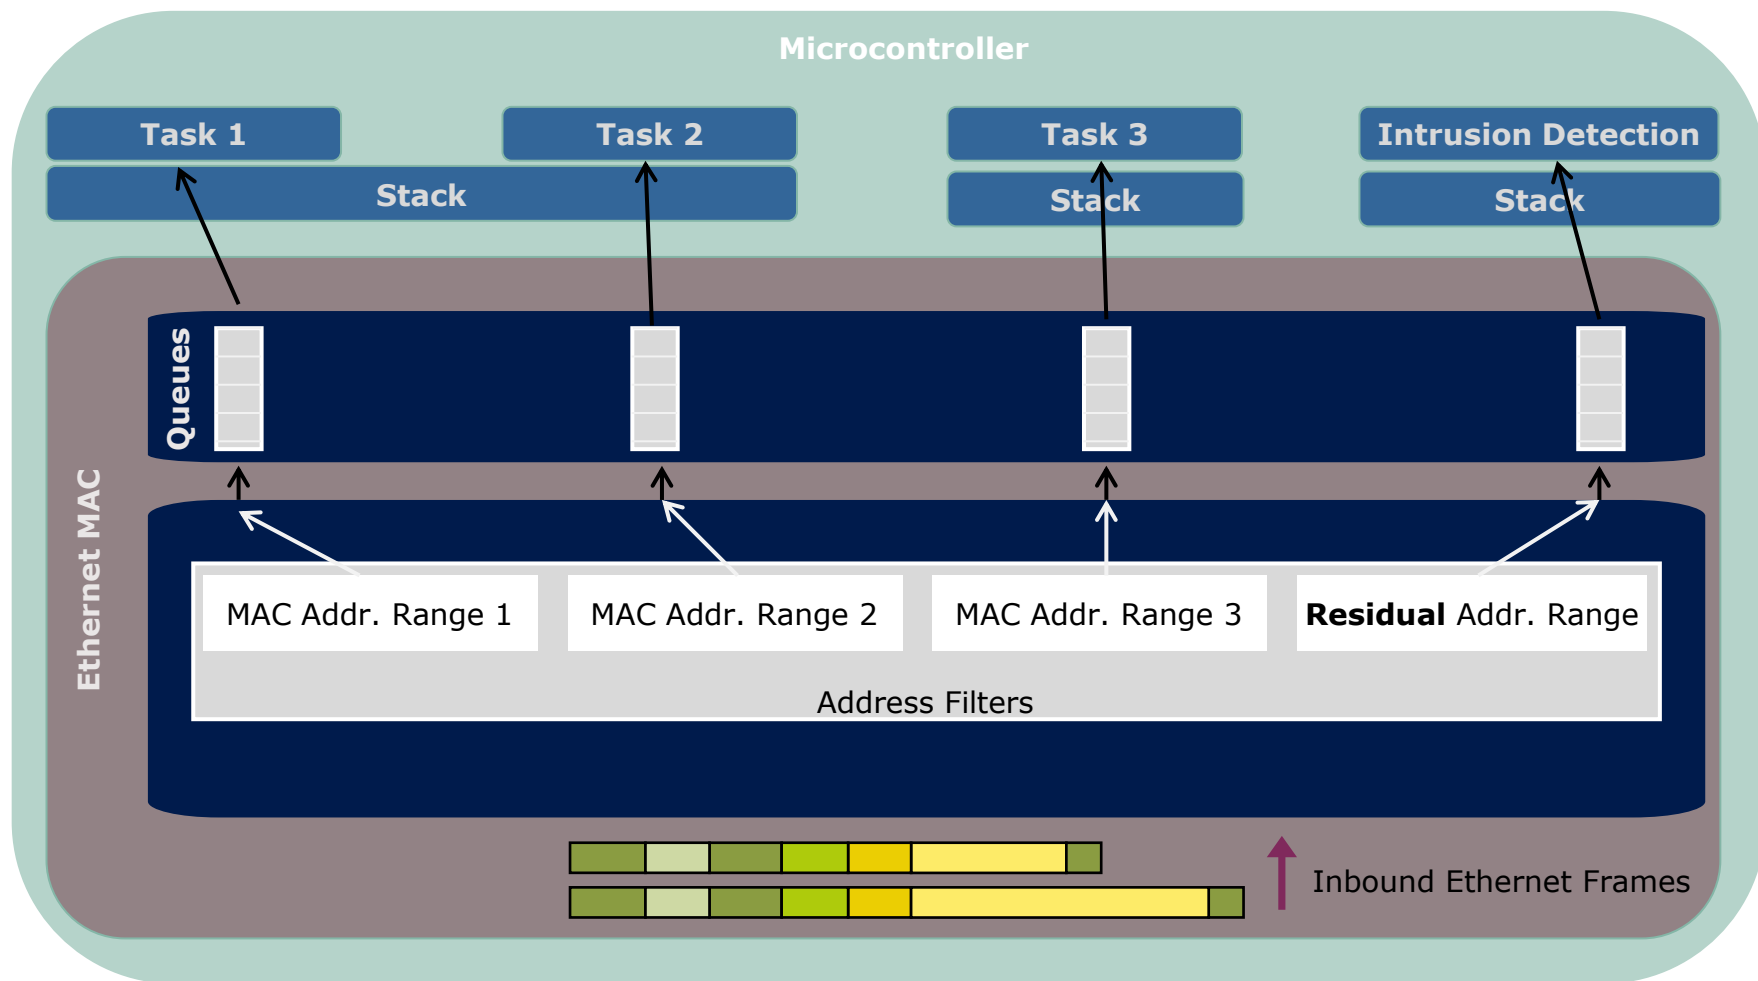 Microcontroller
Task 1
Task 2
Task 3
Intrusion Detection
Stack
Stack
Stack
Queues
Ethernet MAC
MAC Addr. Range 1
MAC Addr. Range 2
MAC Addr. Range 3
Residual Addr. Range
Address Filters
Inbound Ethernet Frames